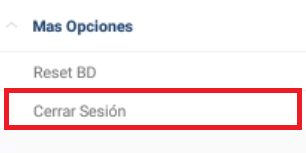 Mas Opciones
Reset BD
Cerrar Sesión